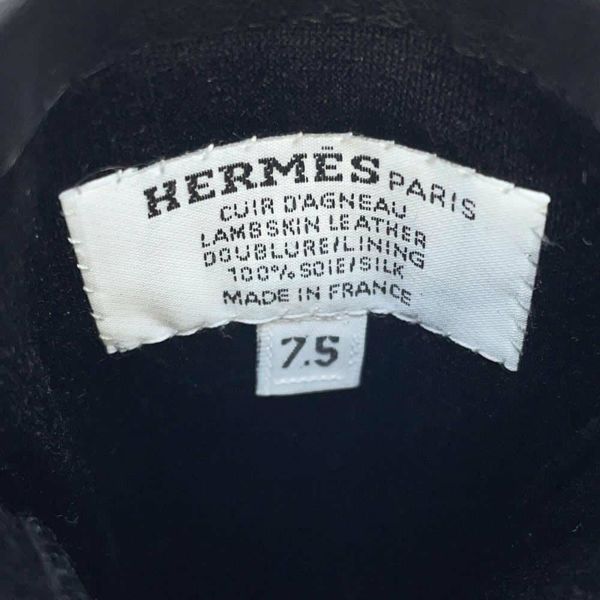 HERMÈS PARIS
CUIR D'AGNEAU
LAMBSKIN LEATHER
DOUBLURE/LINING
100% SOIE/SILK
MADE IN FRANCE
7.5